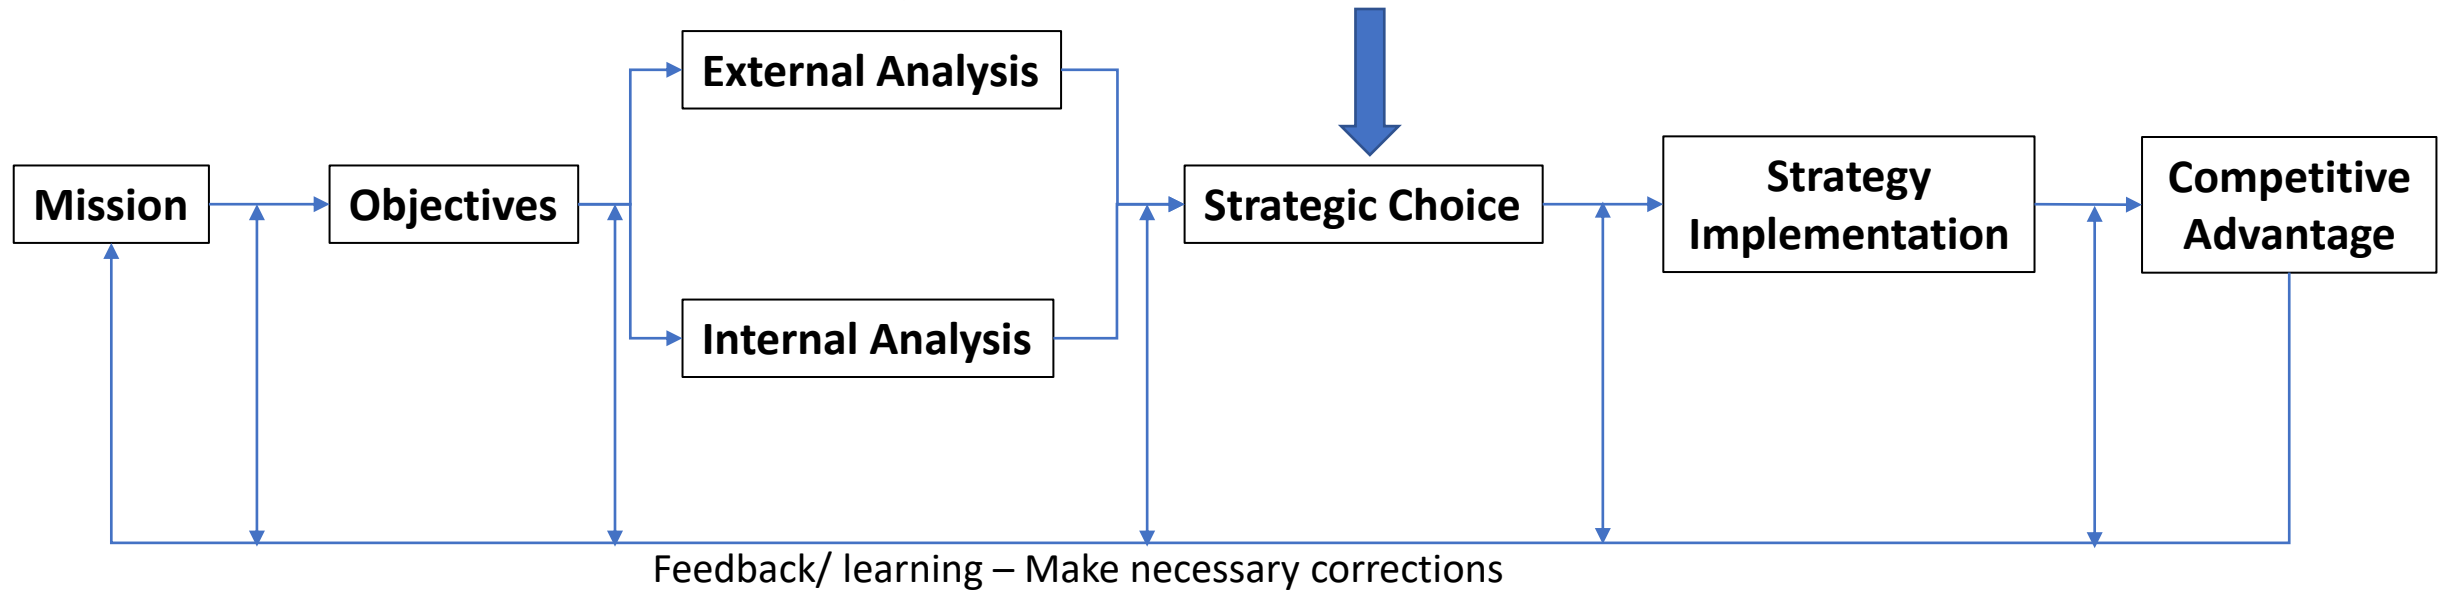 External Analysis
Mission
Objectives
Strategic Choice
Strategy
Implementation
Competitive
Advantage
Internal Analysis
Feedback/ learning – Make necessary corrections